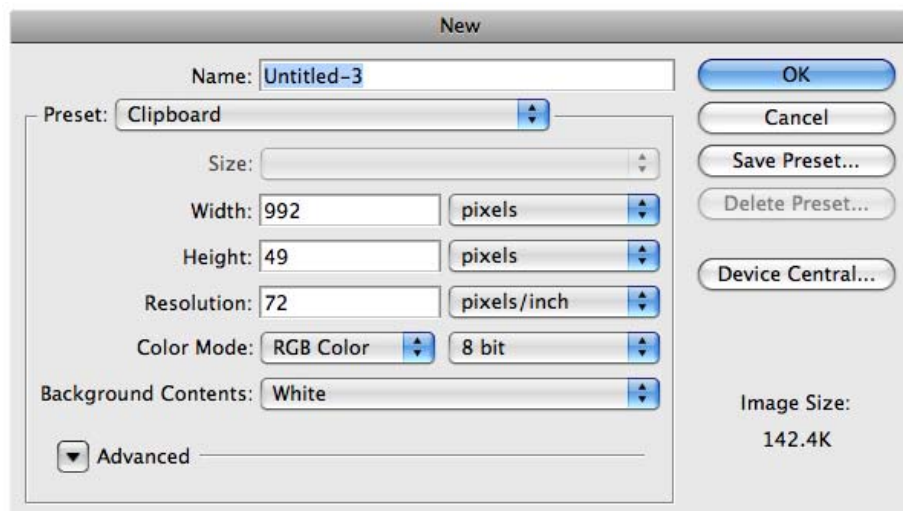 New
Name: Untitled-3
OK
Preset: Clipboard
Cancel
Size:
Save Preset...
Width: 992 pixels
Delete Preset...
Height: 49 pixels
Device Central...
Resolution: 72 pixels/inch
Color Mode: RGB Color 8 bit
Background Contents: White
Image Size:
142.4K
Advanced